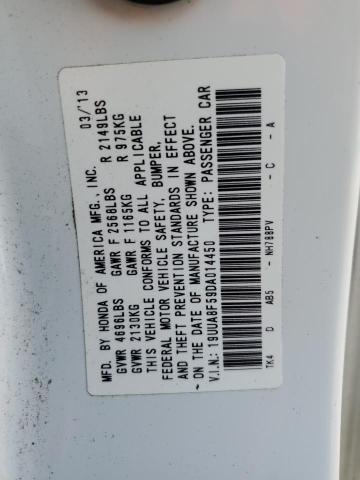 MFD. BY HONDA OF AMERICA MFG., INC. 03/'13
GVWR 4696LBS GAWR F 2568LBS R 2149LBS
GVWR 2130KG GAWR F 1165KG R 975KG
THIS VEHICLE CONFORMS TO ALL APPLICABLE
FEDERAL MOTOR VEHICLE SAFETY, BUMPER,
AND THEFT PREVENTION STANDARDS IN EFFECT
ON THE DATE OF MANUFACTURE SHOWN ABOVE.
V.I.N.: 19UUA8F59DA014450 TYPE: PASSENGER CAR
TK4 D AB5 - NH788PV - C - A